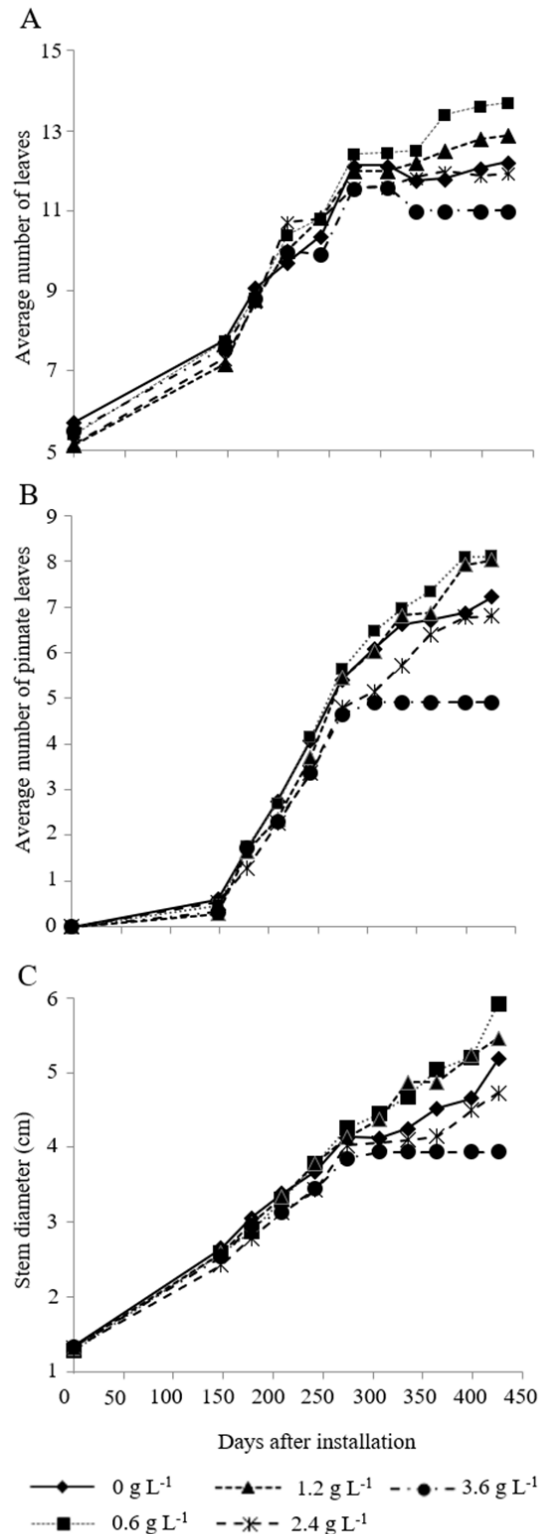 A
15
13
11
9
7
5
Average number of leaves
B
9
8
7
6
5
4
3
2
1
0
Average number of pinnate leaves
C
6
5
4
3
2
1
Stem diameter (cm)
0 50 100 150 200 250 300 350 400 450
Days after installation
0 g L⁻¹ 1.2 g L⁻¹ 3.6 g L⁻¹
0.6 g L⁻¹ 2.4 g L⁻¹